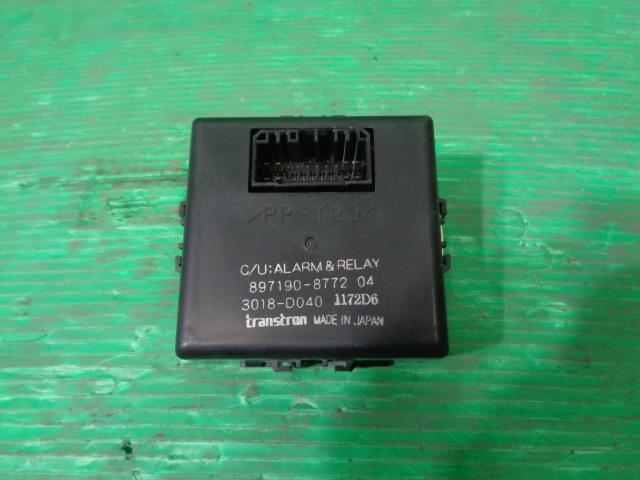 >PP-T20<
C/U:ALARM & RELAY
897190-8772 04
3018-D040 1172D6
transtron MADE IN JAPAN